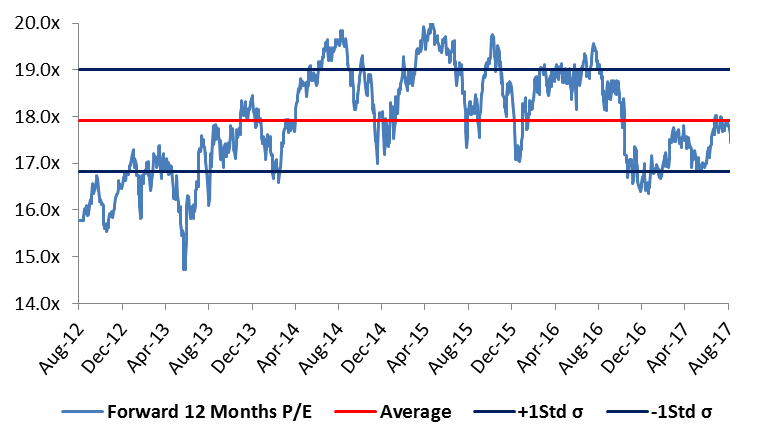 20.0x
19.0x
18.0x
17.0x
16.0x
15.0x
14.0x
Aug-12
Dec-12
Apr-13
Aug-13
Dec-13
Apr-14
Aug-14
Dec-14
Apr-15
Aug-15
Dec-15
Apr-16
Aug-16
Dec-16
Apr-17
Aug-17
Forward 12 Months P/E Average +1Std σ -1Std σ